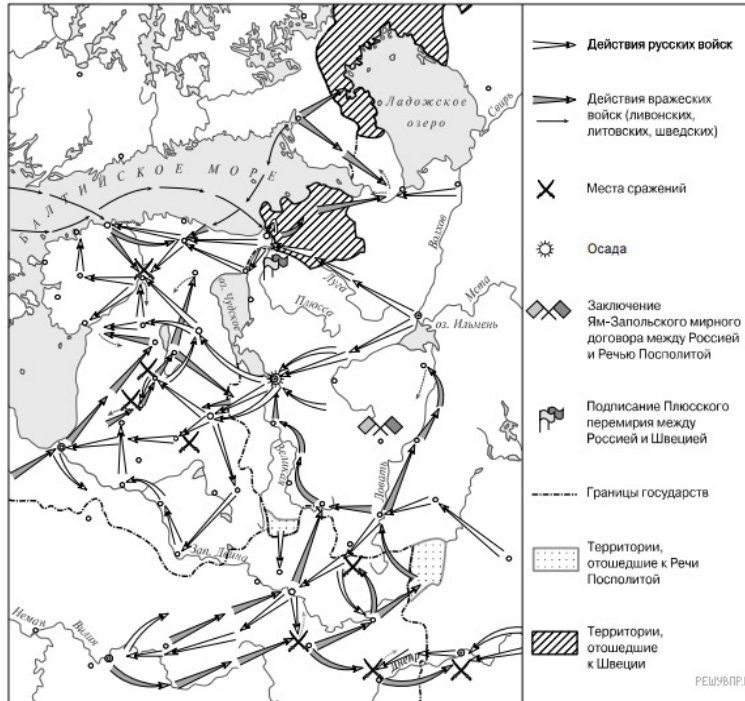 Ладожское
озеро
Свирь
БАЛТИЙСКОЕ МОРЕ
Волхов
Луга
Плюсса
оз. Чудское
Мста
оз. Ильмень
Великая
Ловать
Зап. Двина
Неман
Вилия
Днепр
Действия русских войск
Действия вражеских
войск (ливонских,
литовских, шведских)
Места сражений
Осада
Заключение
Ям-Запольского мирного
договора между Россией
и Речью Посполитой
Подписание Плюсского
перемирия между
Россией и Швецией
Границы государств
Территории,
отошедшие к Речи
Посполитой
Территории,
отошедшие
к Швеции